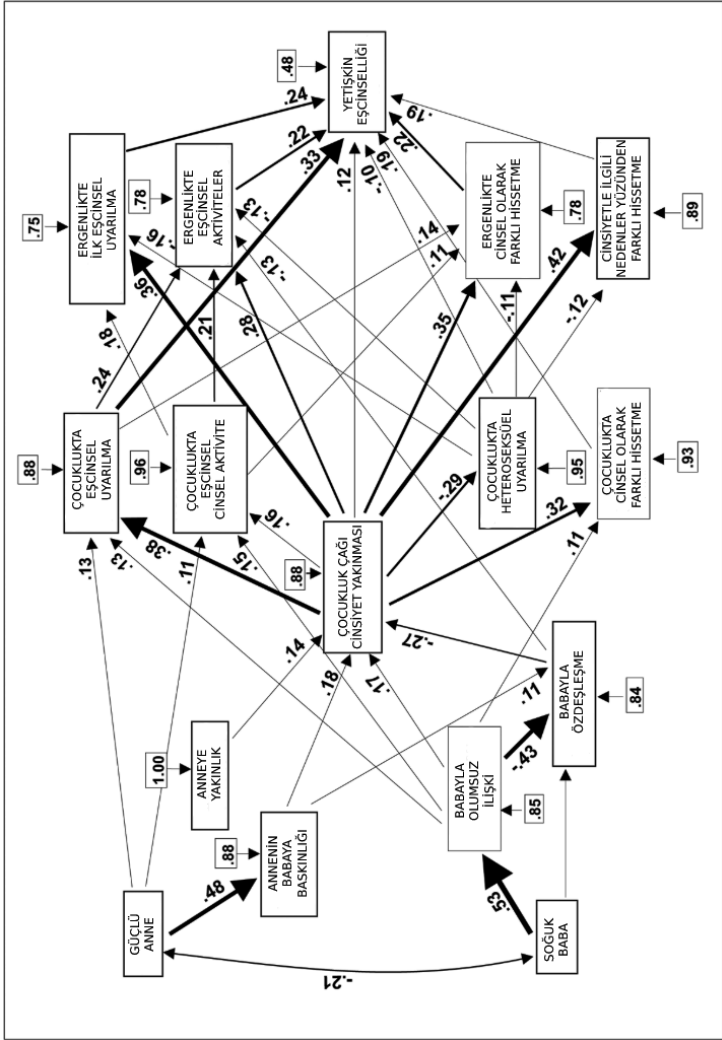 GÜÇLÜ
ANNE
-.21
SOĞUK
BABA
.48
.53
1.00
ANNEYE
YAKINLIK
.88
ANNENİN
BABAYA
BASKINLIĞI
BABAYLA
OLUMSUZ
İLİŞKİ
.85
-.43
BABAYLA
ÖZDEŞLEŞME
.84
.13
.13
.11
.14
.18
.15
.17
.11
-.27
.11
.88
ÇOCUKLUK ÇAĞI
CİNSİYET YAKINMASI
.38
.16
-.29
.32
.88
ÇOCUKLUKTA
EŞCİNSEL
UYARILMA
.96
ÇOCUKLUKTA
EŞCİNSEL
CİNSEL AKTİVİTE
ÇOCUKLUKTA
HETEROSEKSÜEL
UYARILMA
.95
ÇOCUKLUKTA
CİNSEL OLARAK
FARKLI HİSSETME
.93
.24
.18
.21
.36
.28
.35
-.11
-.12
.42
-.16
-.13
-.13
.14
.11
.75
ERGENLİKTE
İLK EŞCİNSEL
UYARILMA
.78
ERGENLİKTE
EŞCİNSEL
AKTİVİTELER
ERGENLİKTE
CİNSEL OLARAK
FARKLI HİSSETME
.78
CİNSİYETLE İLGİLİ
NEDENLER YÜZÜNDEN
FARKLI HİSSETME
.89
.24
.22
.33
.12
-.10
.19
.22
.19
.48
YETİŞKİN
EŞCİNSELLİĞİ